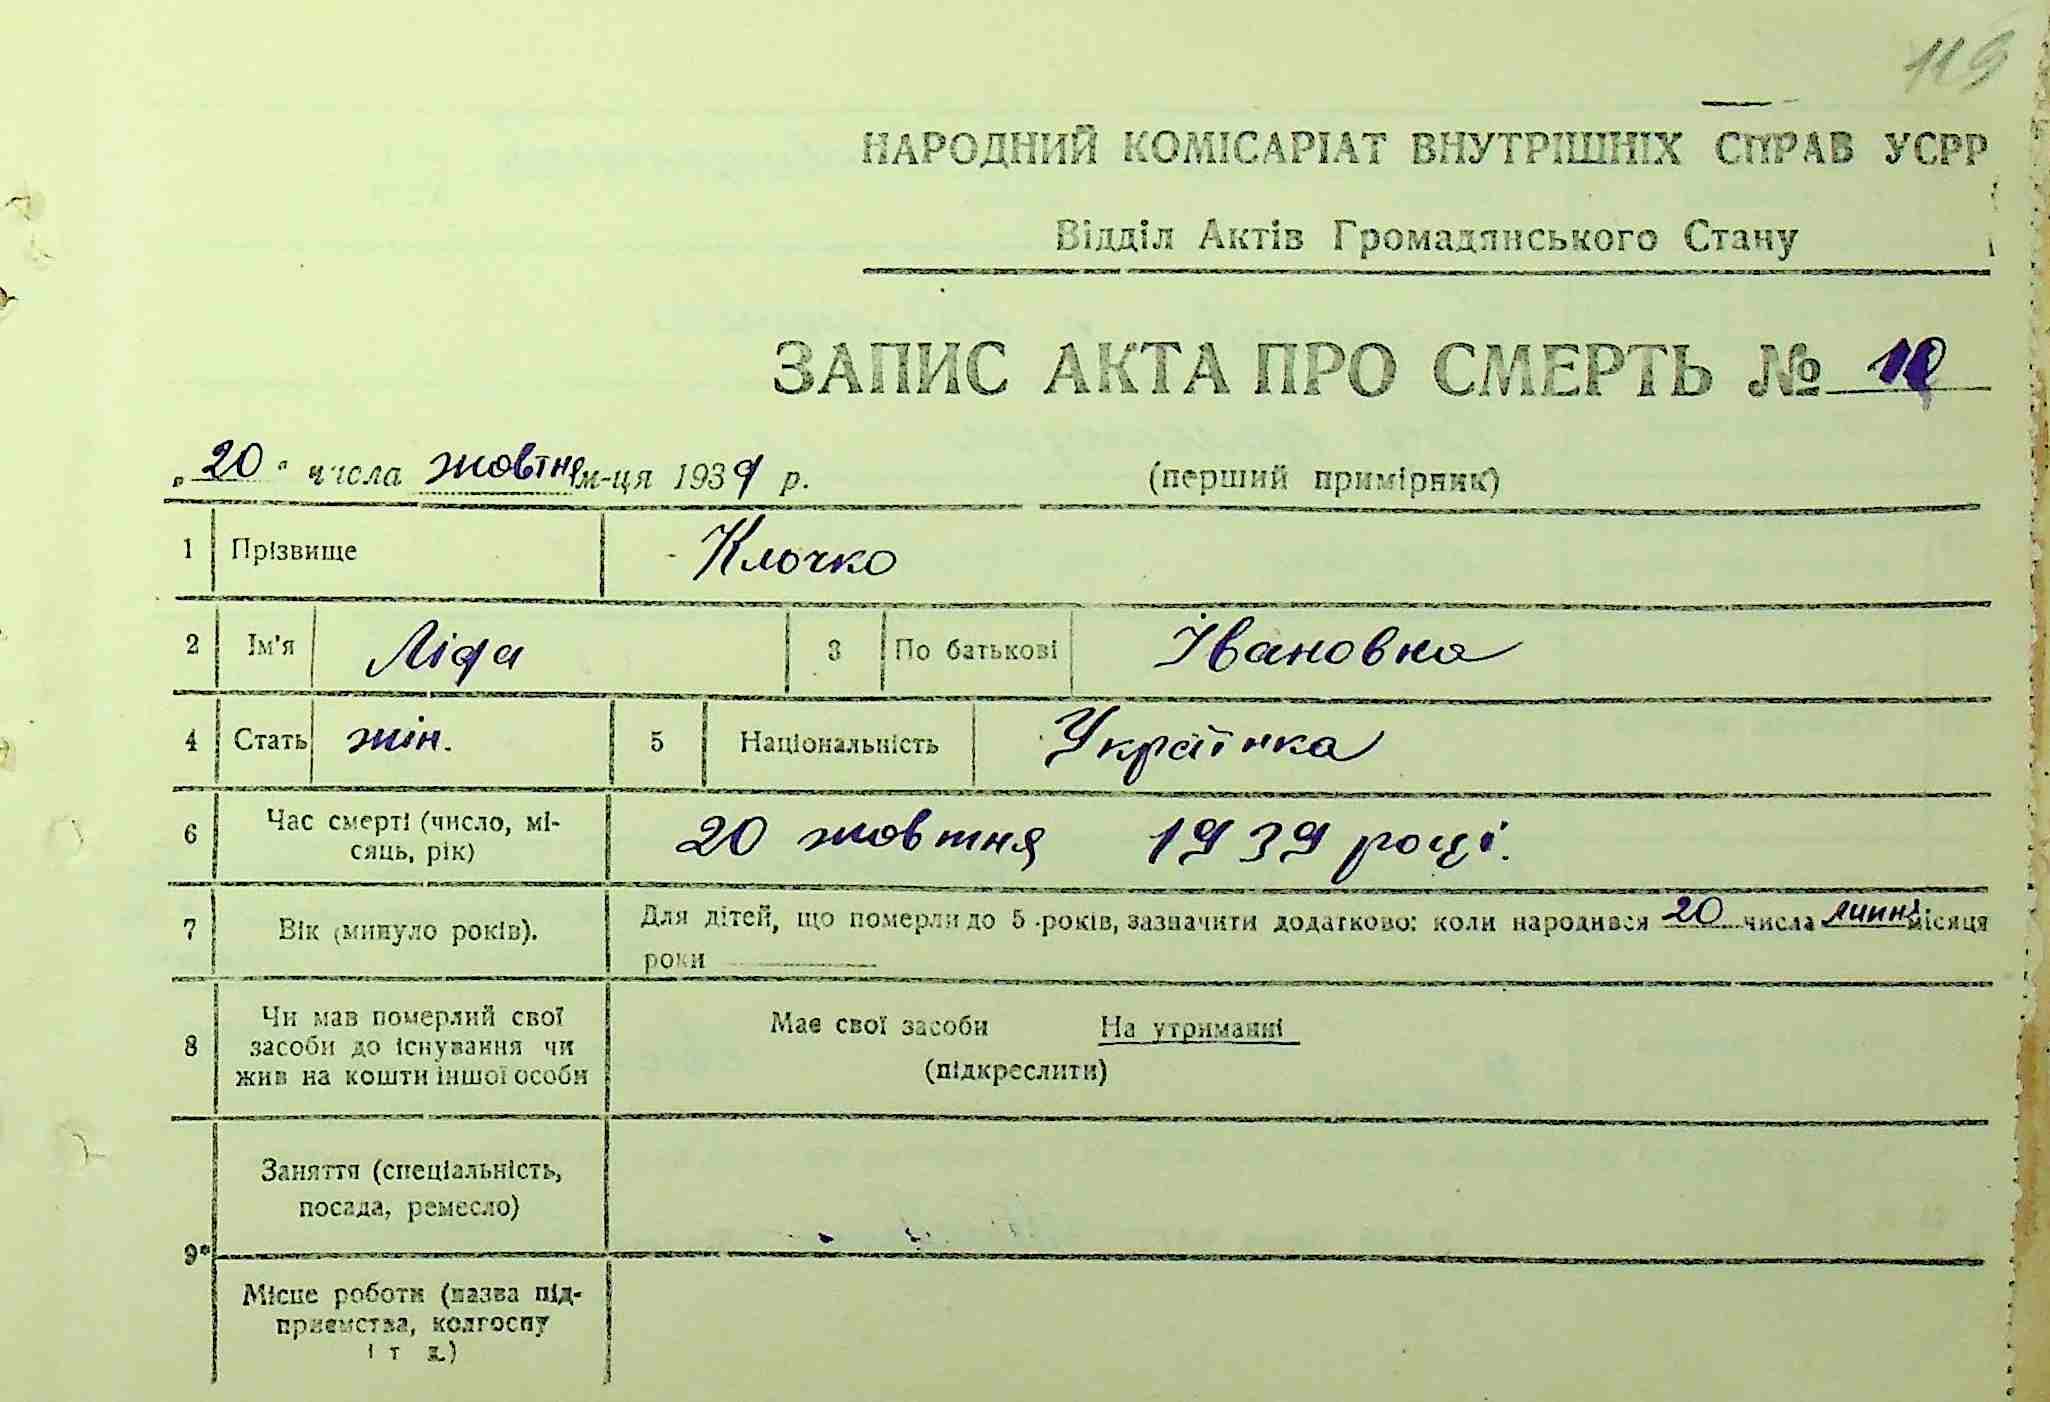 119
НАРОДНИЙ КОМІСАРІАТ ВНУТРІШНІХ СПРАВ УСРР
Відділ Актів Громадянського Стану
ЗАПИС АКТА ПРО СМЕРТЬ №
„ 20 " числа жовтня м-ця 1939 р. (перший примірник)
1 Прізвище Клочко
2 Ім'я Ліда 3 По батькові Івановна
4 Стать жін. 5 Національність Українка
6 Час смерті (число, мі-
сяць, рік) 20 жовтня 1939 році.
7 Вік (минуло років). Для дітей, що померли до 5 років, зазначити додатково: коли народився 20 числа липня місяця
роки
8 Чи мав померлий свої
засоби до існування чи
жив на кошти іншої особи
Має свої засоби На утриманні
(підкреслити)
Заняття (спеціальність,
посада, ремесло)
9*
Місце роботи (назва під-
приємства, колгоспу
і т д.)